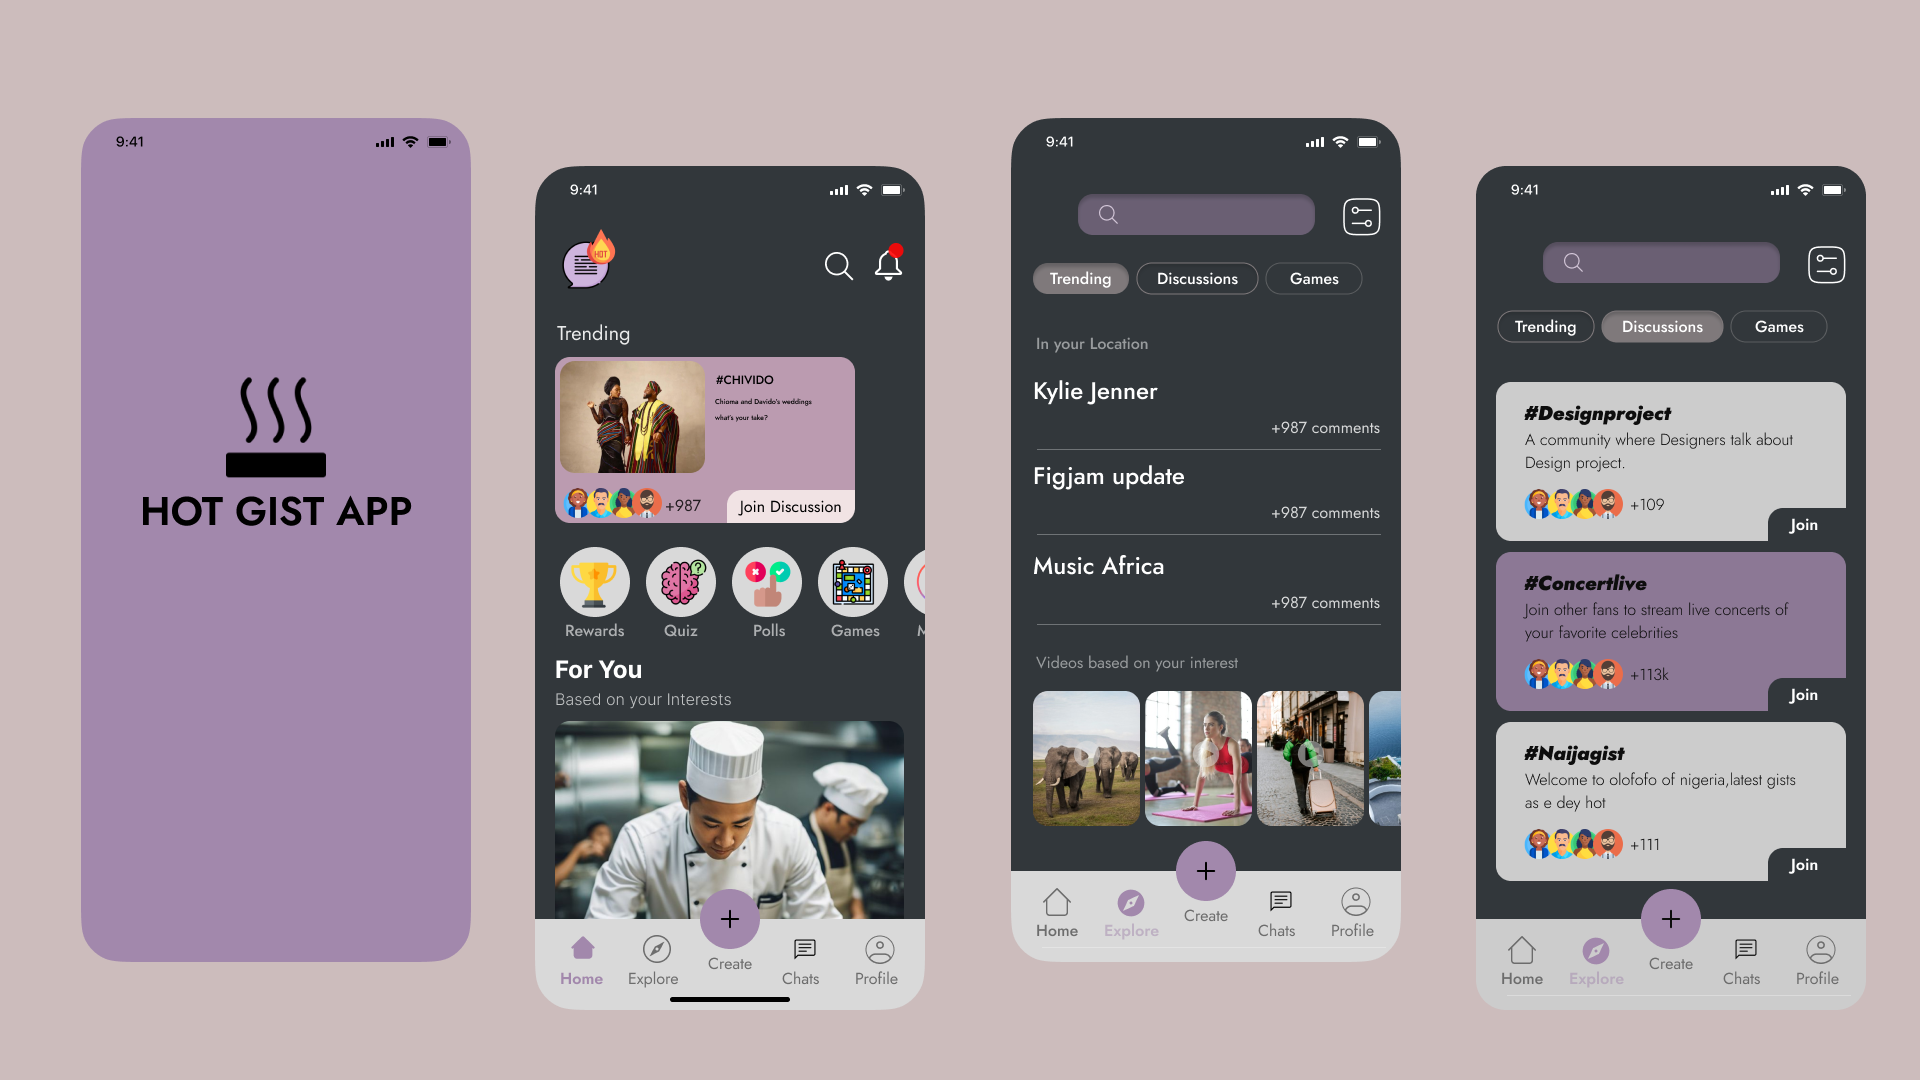 9:41
HOT GIST APP
9:41
HOT
Trending
#CHIVIDO
Chioma and Davido's weddings
what's your take?
+987
Join Discussion
Rewards
Quiz
Polls
Games
M
For You
Based on your Interests
Home
Explore
Create
Chats
Profile
9:41
Trending
Discussions
Games
In your Location
Kylie Jenner
+987 comments
Figjam update
+987 comments
Music Africa
+987 comments
Videos based on your interest
Home
Explore
Create
Chats
Profile
9:41
Trending
Discussions
Games
#Designproject
A community where Designers talk about
Design project.
+109
Join
#Concertlive
Join other fans to stream live concerts of
your favorite celebrities
+113k
Join
#Naijagist
Welcome to olofofo of nigeria,latest gists
as e dey hot
+111
Join
Home
Explore
Create
Chats
Profile